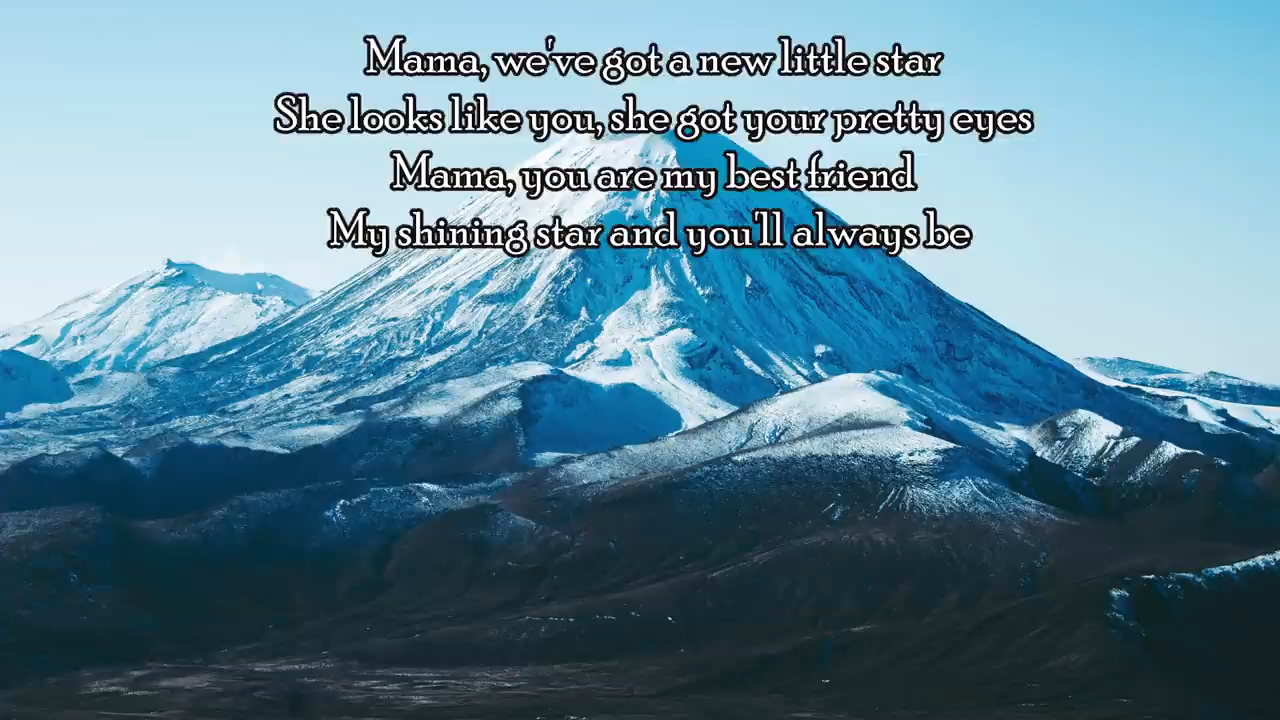 Mama, we've got a new little star
She looks like you, she got your pretty eyes
Mama, you are my best friend
My shining star and you'll always be